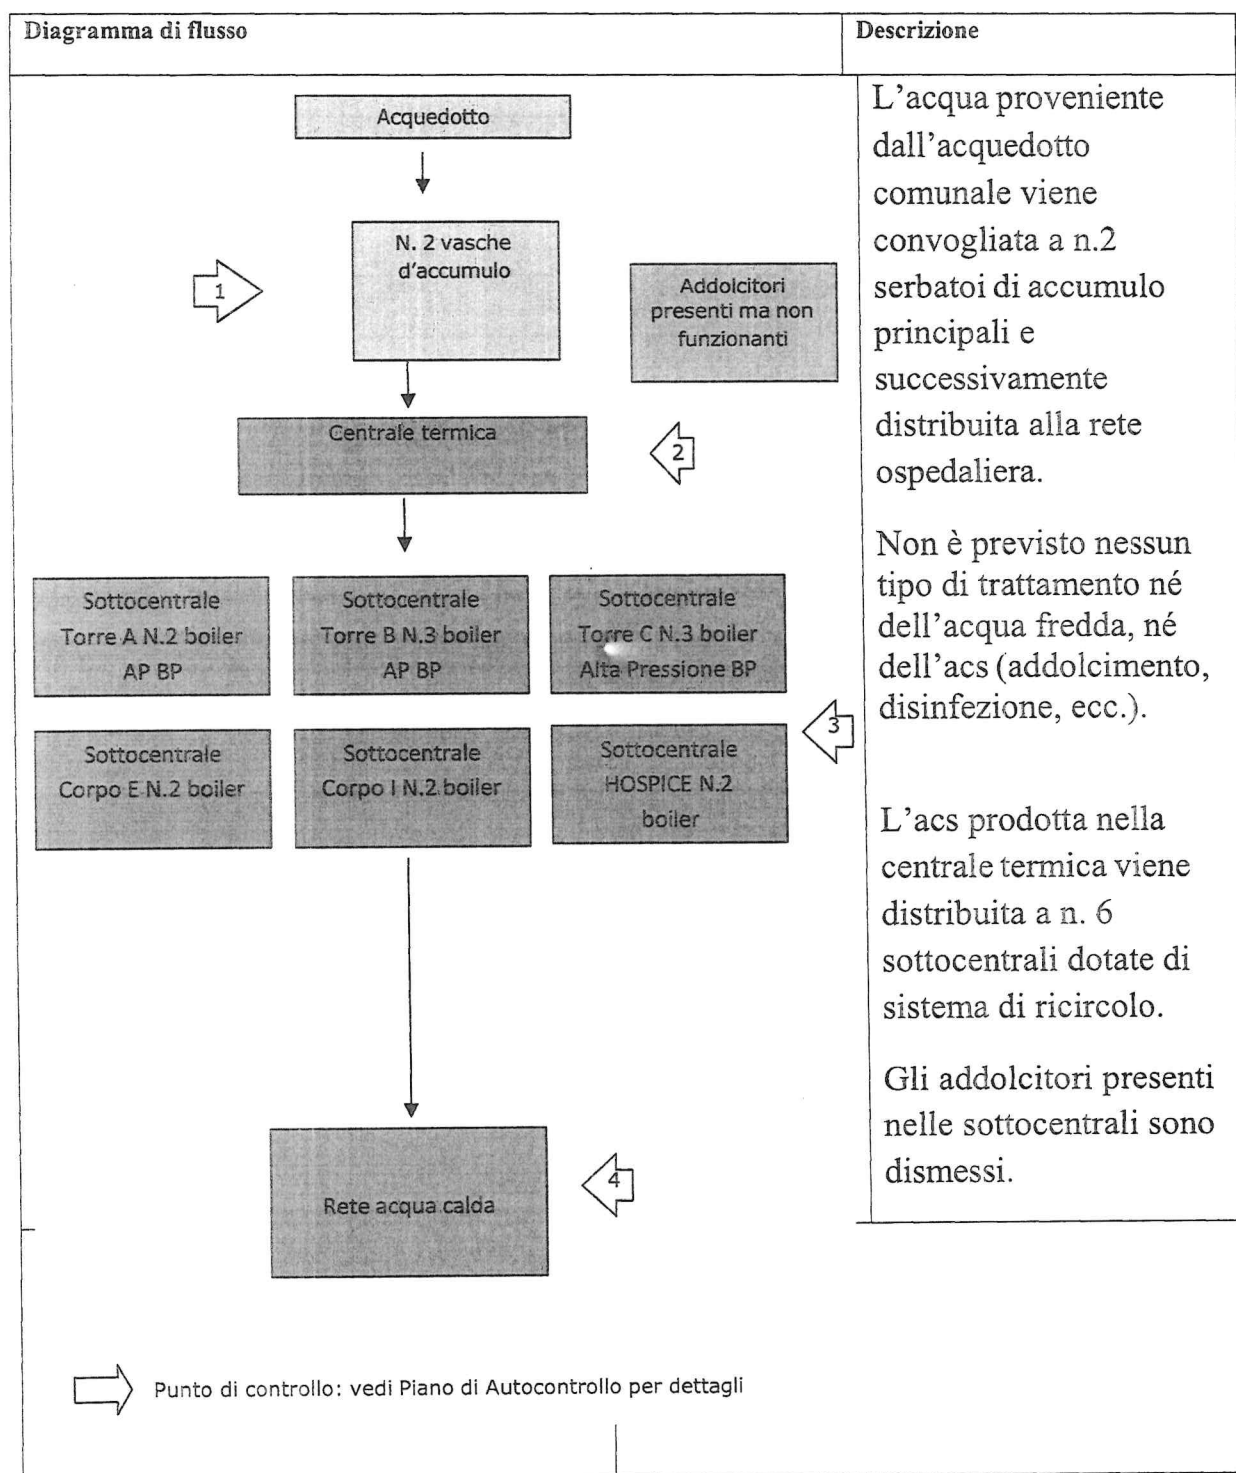 Diagramma di flusso
Descrizione
Acquedotto
N. 2 vasche
d'accumulo
1
Addolcitori
presenti ma non
funzionanti
Centrale termica
2
Sottocentrale
Torre A N.2 boiler
AP BP
Sottocentrale
Torre B N.3 boiler
AP BP
Sottocentrale
Torre C N.3 boiler
Alta Pressione BP
3
Sottocentrale
Corpo E N.2 boiler
Sottocentrale
Corpo I N.2 boiler
Sottocentrale
HOSPICE N.2
boiler
Rete acqua calda
4
Punto di controllo: vedi Piano di Autocontrollo per dettagli
L'acqua proveniente
dall'acquedotto
comunale viene
convogliata a n.2
serbatoi di accumulo
principali e
successivamente
distribuita alla rete
ospedaliera.
Non è previsto nessun
tipo di trattamento né
dell'acqua fredda, né
dell'acs (addolcimento,
disinfezione, ecc.).
L'acs prodotta nella
centrale termica viene
distribuita a n. 6
sottocentrali dotate di
sistema di ricircolo.
Gli addolcitori presenti
nelle sottocentrali sono
dismessi.